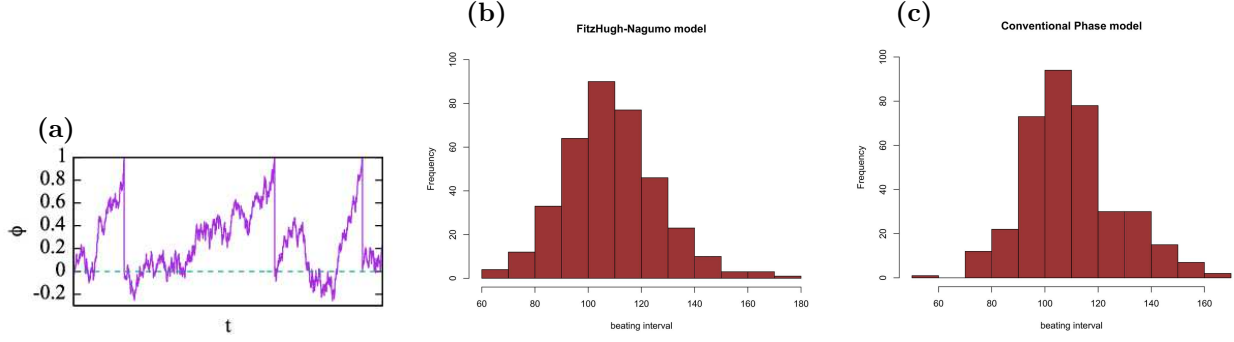 (a)
1
0.8
0.6
0.4
0.2
0
-0.2
ϕ
t
(b)
FitzHugh-Nagumo model
100
80
60
40
20
0
Frequency
60 80 100 120 140 160 180
beating interval
(c)
Conventional Phase model
100
80
60
40
20
0
Frequency
60 80 100 120 140 160
beating interval